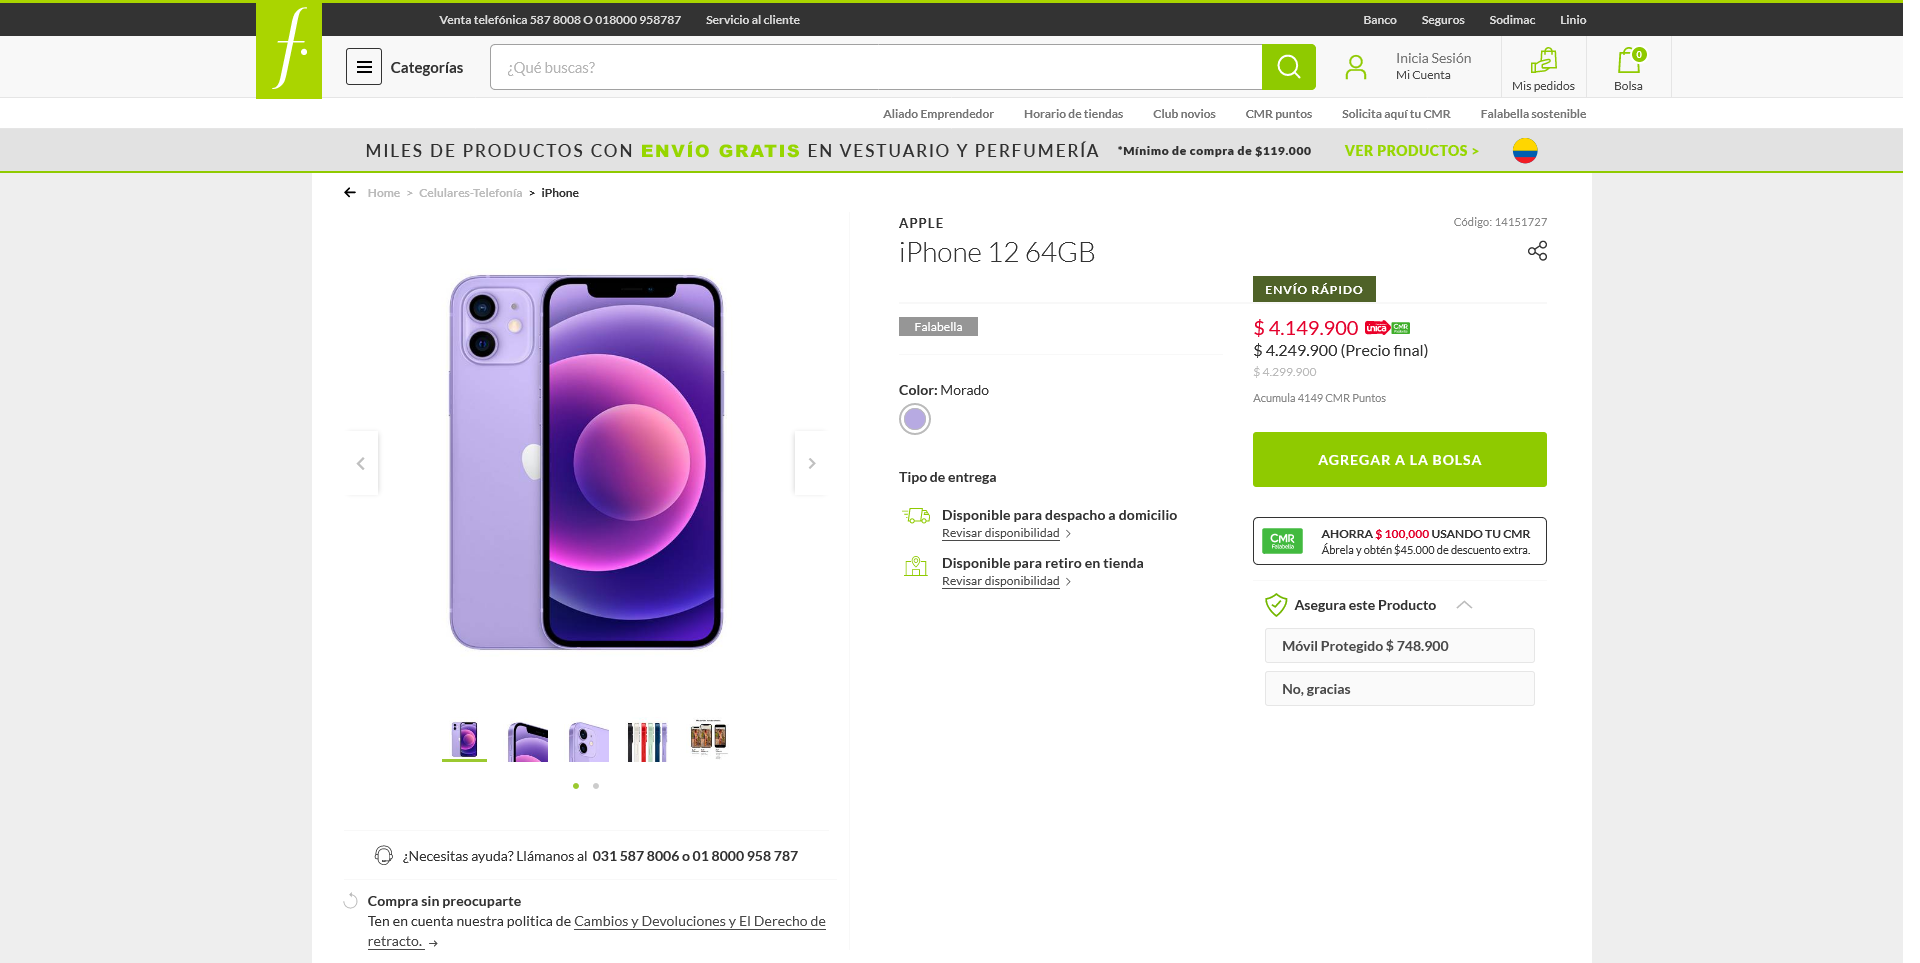 Venta telefónica 587 8008 O 018000 958787 Servicio al cliente Banco Seguros Sodimac Linio
f.
Categorías ¿Qué buscas? Inicia Sesión
Mi Cuenta
Mis pedidos
0
Bolsa
Aliado Emprendedor Horario de tiendas Club novios CMR puntos Solicita aquí tu CMR Falabella sostenible
MILES DE PRODUCTOS CON ENVÍO GRATIS EN VESTUARIO Y PERFUMERÍA *Mínimo de compra de $119.000 VER PRODUCTOS >
Home > Celulares-Telefonía > iPhone
APPLE Código: 14151727
iPhone 12 64GB
ENVÍO RÁPIDO
Falabella
$ 4.149.900 única CMR
$ 4.249.900 (Precio final)
$ 4.299.900
Acumula 4149 CMR Puntos
Color: Morado
AGREGAR A LA BOLSA
Tipo de entrega
Disponible para despacho a domicilio
Revisar disponibilidad >
Disponible para retiro en tienda
Revisar disponibilidad >
CMR
Falabella
AHORRA $ 100,000 USANDO TU CMR
Ábrela y obtén $45.000 de descuento extra.
Asegura este Producto
Móvil Protegido $ 748.900
No, gracias
¿Necesitas ayuda? Llámanos al 031 587 8006 o 01 8000 958 787
Compra sin preocuparte
Ten en cuenta nuestra politica de Cambios y Devoluciones y El Derecho de
retracto. →